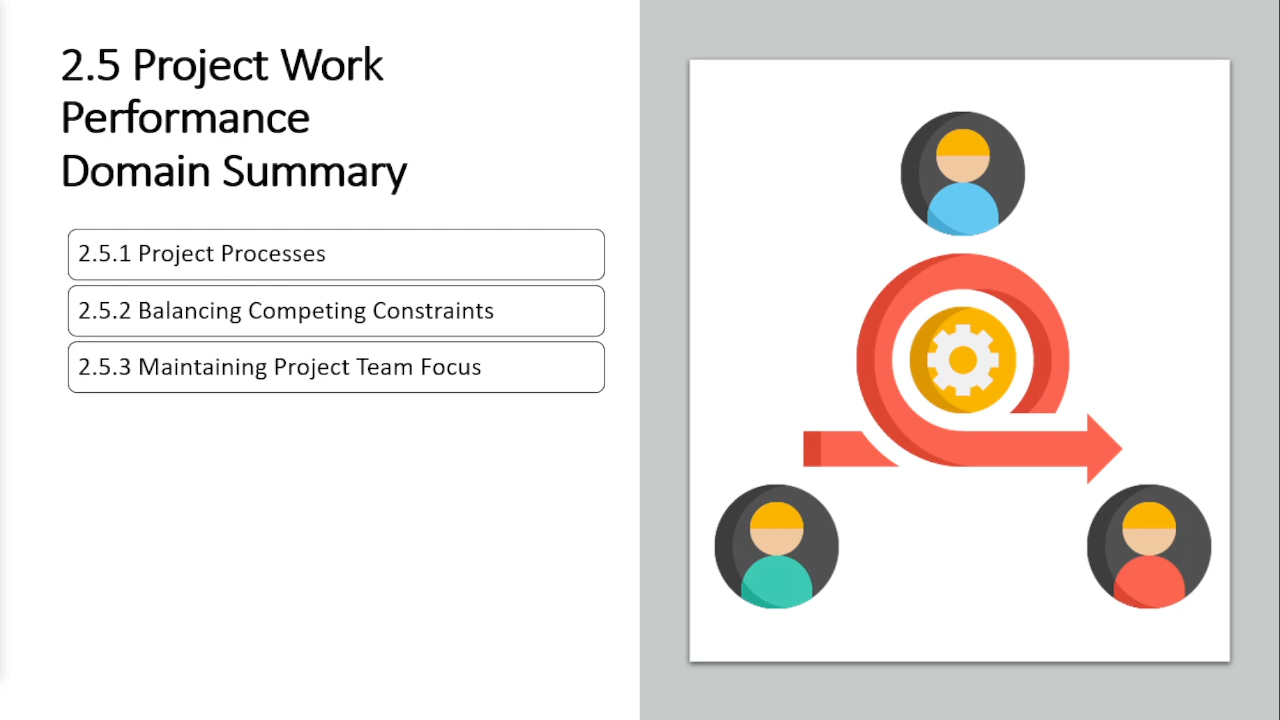 2.5 Project Work
Performance
Domain Summary
2.5.1 Project Processes
2.5.2 Balancing Competing Constraints
2.5.3 Maintaining Project Team Focus